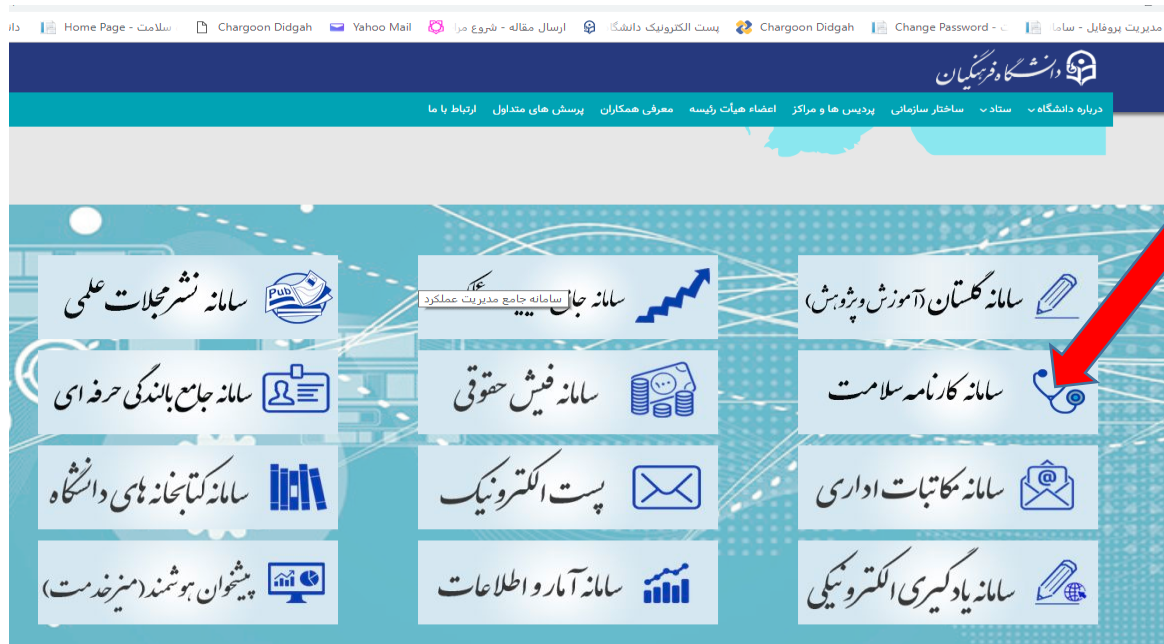 مدیریت پروفایل - ساما
Change Password - ت
Chargoon Didgah
پست الکترونیک دانشگ
ارسال مقاله - شروع مرا
Yahoo Mail
Chargoon Didgah
سلامت - Home Page
دان
دانشگاه فرهنگیان
درباره دانشگاه ستاد ساختار سازمانی پردیس ها و مراکز اعضاء هیأت رئیسه معرفی همکاران پرسش های متداول ارتباط با ما
سامانه گلستان (آموزش و پژوهش)
سامانه جا
سامانه جامع مدیریت عملکرد
سامانه نشر مجلات علمی
Pub
سامانه کارنامه سلامت
سامانه فیش حقوقی
سامانه جامع بالندگی حرفه ای
سامانه مکاتبات اداری
پست الکترونیک
سامانه کتابخانه های دانشگاه
سامانه یادگیری الکترونیکی
سامانه آمار و اطلاعات
پیشخوان هوشمند (میز خدمت)